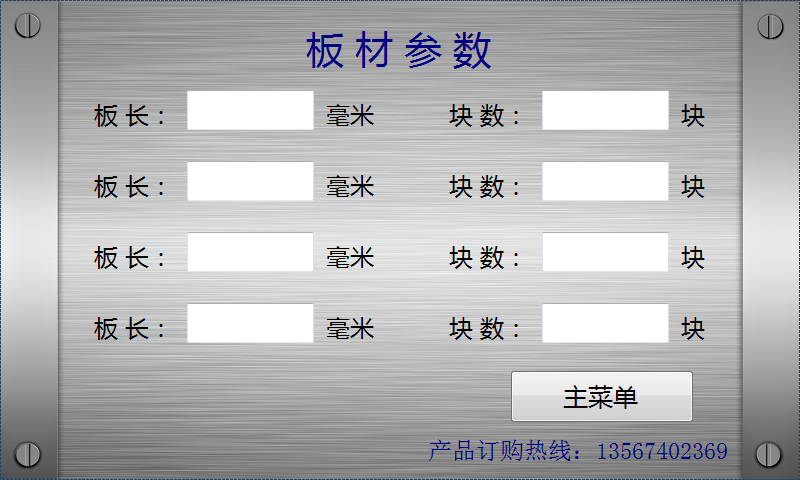 板材参数
板长： 毫米 块数： 块
板长： 毫米 块数： 块
板长： 毫米 块数： 块
板长： 毫米 块数： 块
主菜单
产品订购热线：13567402369